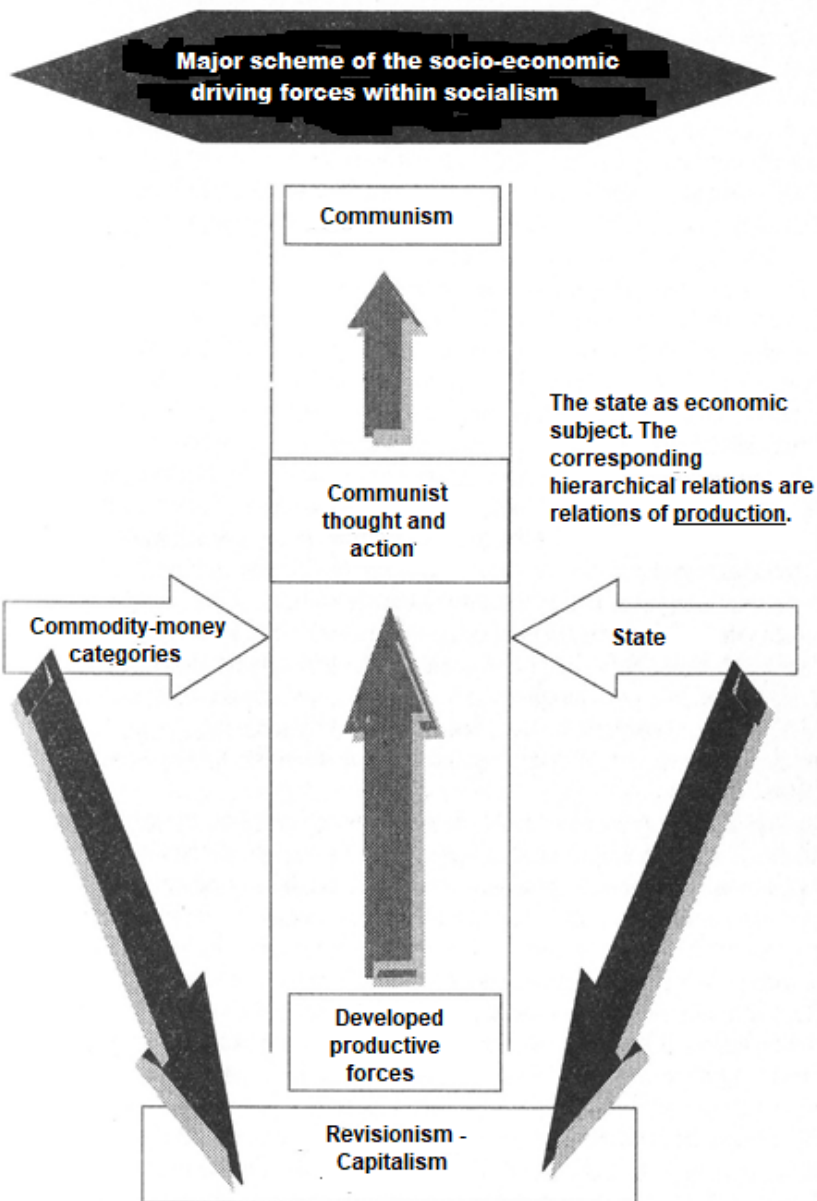 Major scheme of the socio-economic
driving forces within socialism
Communism
The state as economic
subject. The
corresponding
hierarchical relations are
relations of production.
Communist
thought and
action
Commodity-money
categories
State
Developed
productive
forces
Revisionism -
Capitalism